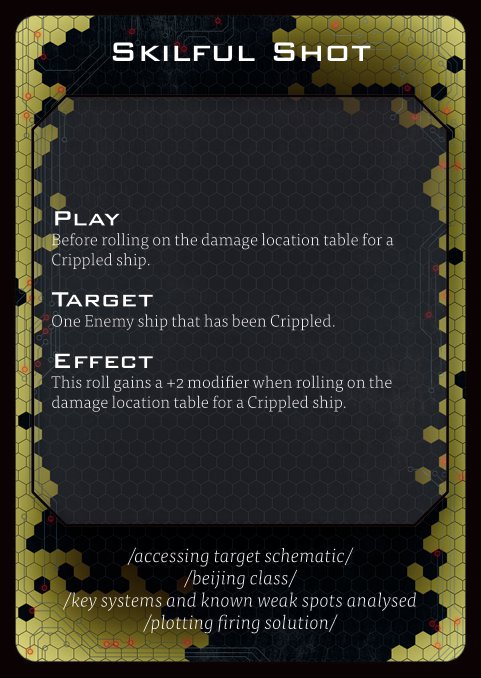 Skilful Shot
Play
Before rolling on the damage location table for a
Crippled ship.
Target
One Enemy ship that has been Crippled.
Effect
This roll gains a +2 modifier when rolling on the
damage location table for a Crippled ship.
/accessing target schematic/
/beijing class/
/key systems and known weak spots analysed
/plotting firing solution/